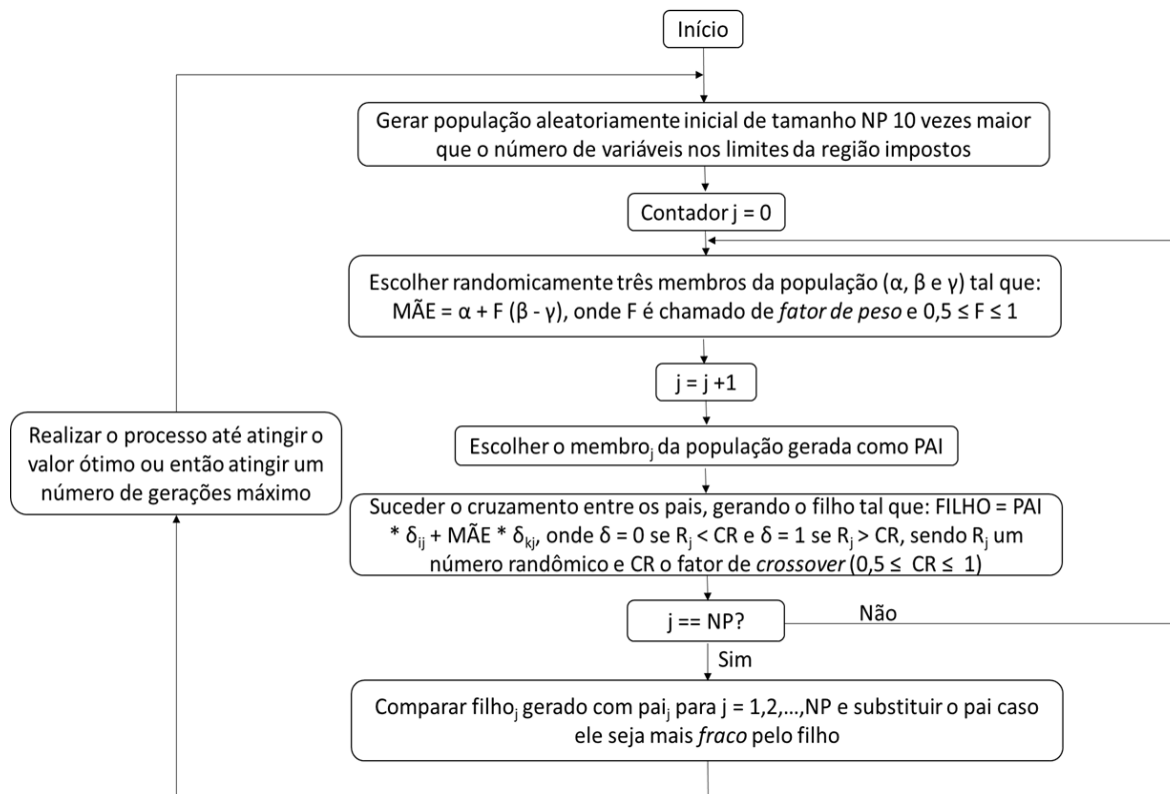 Início
Gerar população aleatoriamente inicial de tamanho NP 10 vezes maior
que o número de variáveis nos limites da região impostos
Contador j = 0
Escolher randomicamente três membros da população (α, β e γ) tal que:
MÃE = α + F (β - γ), onde F é chamado de fator de peso e 0,5 ≤ F ≤ 1
j = j +1
Escolher o membroj da população gerada como PAI
Suceder o cruzamento entre os pais, gerando o filho tal que: FILHO = PAI
* δij + MÃE * δkj, onde δ = 0 se Rj < CR e δ = 1 se Rj > CR, sendo Rj um
número randômico e CR o fator de crossover (0,5 ≤ CR ≤ 1)
j == NP?
Não
Sim
Comparar filhoj gerado com paij para j = 1,2,...,NP e substituir o pai caso
ele seja mais fraco pelo filho
Realizar o processo até atingir o
valor ótimo ou então atingir um
número de gerações máximo